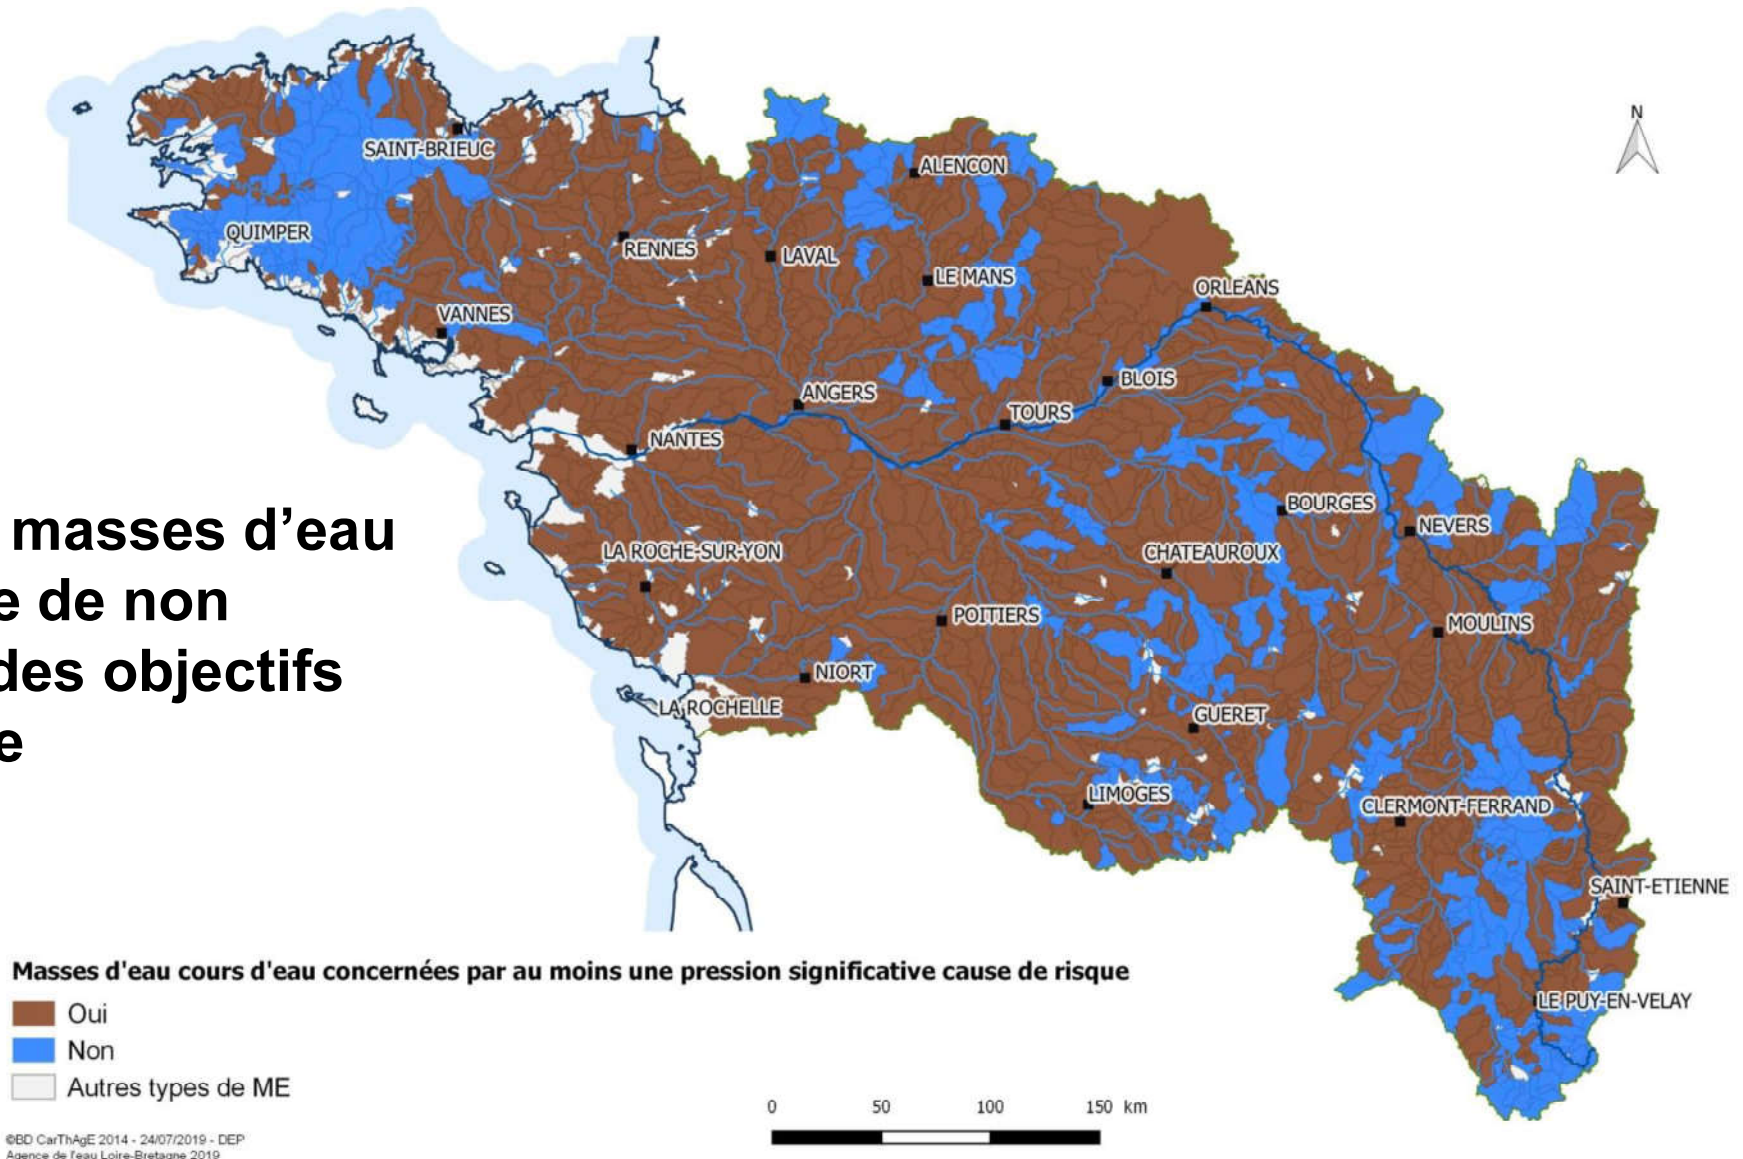 N
SAINT-BRIEUC
ALENCON
QUIMPER
RENNES
LAVAL
LE MANS
ORLEANS
VANNES
BLOIS
ANGERS
TOURS
NANTES
masses d'eau
BOURGES
NEVERS
LA ROCHE-SUR-YON
CHATEAUROUX
e de non
POITIERS
MOULINS
des objectifs
NIORT
LA ROCHELLE
GUERET
e
LIMOGES
CLERMONT-FERRAND
SAINT-ETIENNE
LE PUY-EN-VELAY
Masses d'eau cours d'eau concernées par au moins une pression significative cause de risque
Oui
Non
Autres types de ME
0 50 100 150 km
©BD CarThAgE 2014 - 24/07/2019 - DEP
Agence de l'eau Loire-Bretagne 2019